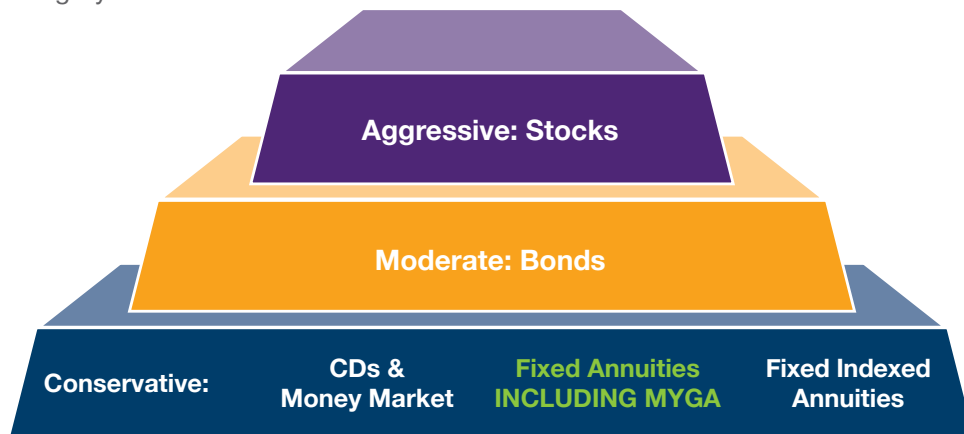 Aggressive: Stocks
Moderate: Bonds
Conservative:
CDs &
Money Market
Fixed Annuities
INCLUDING MYGA
Fixed Indexed
Annuities